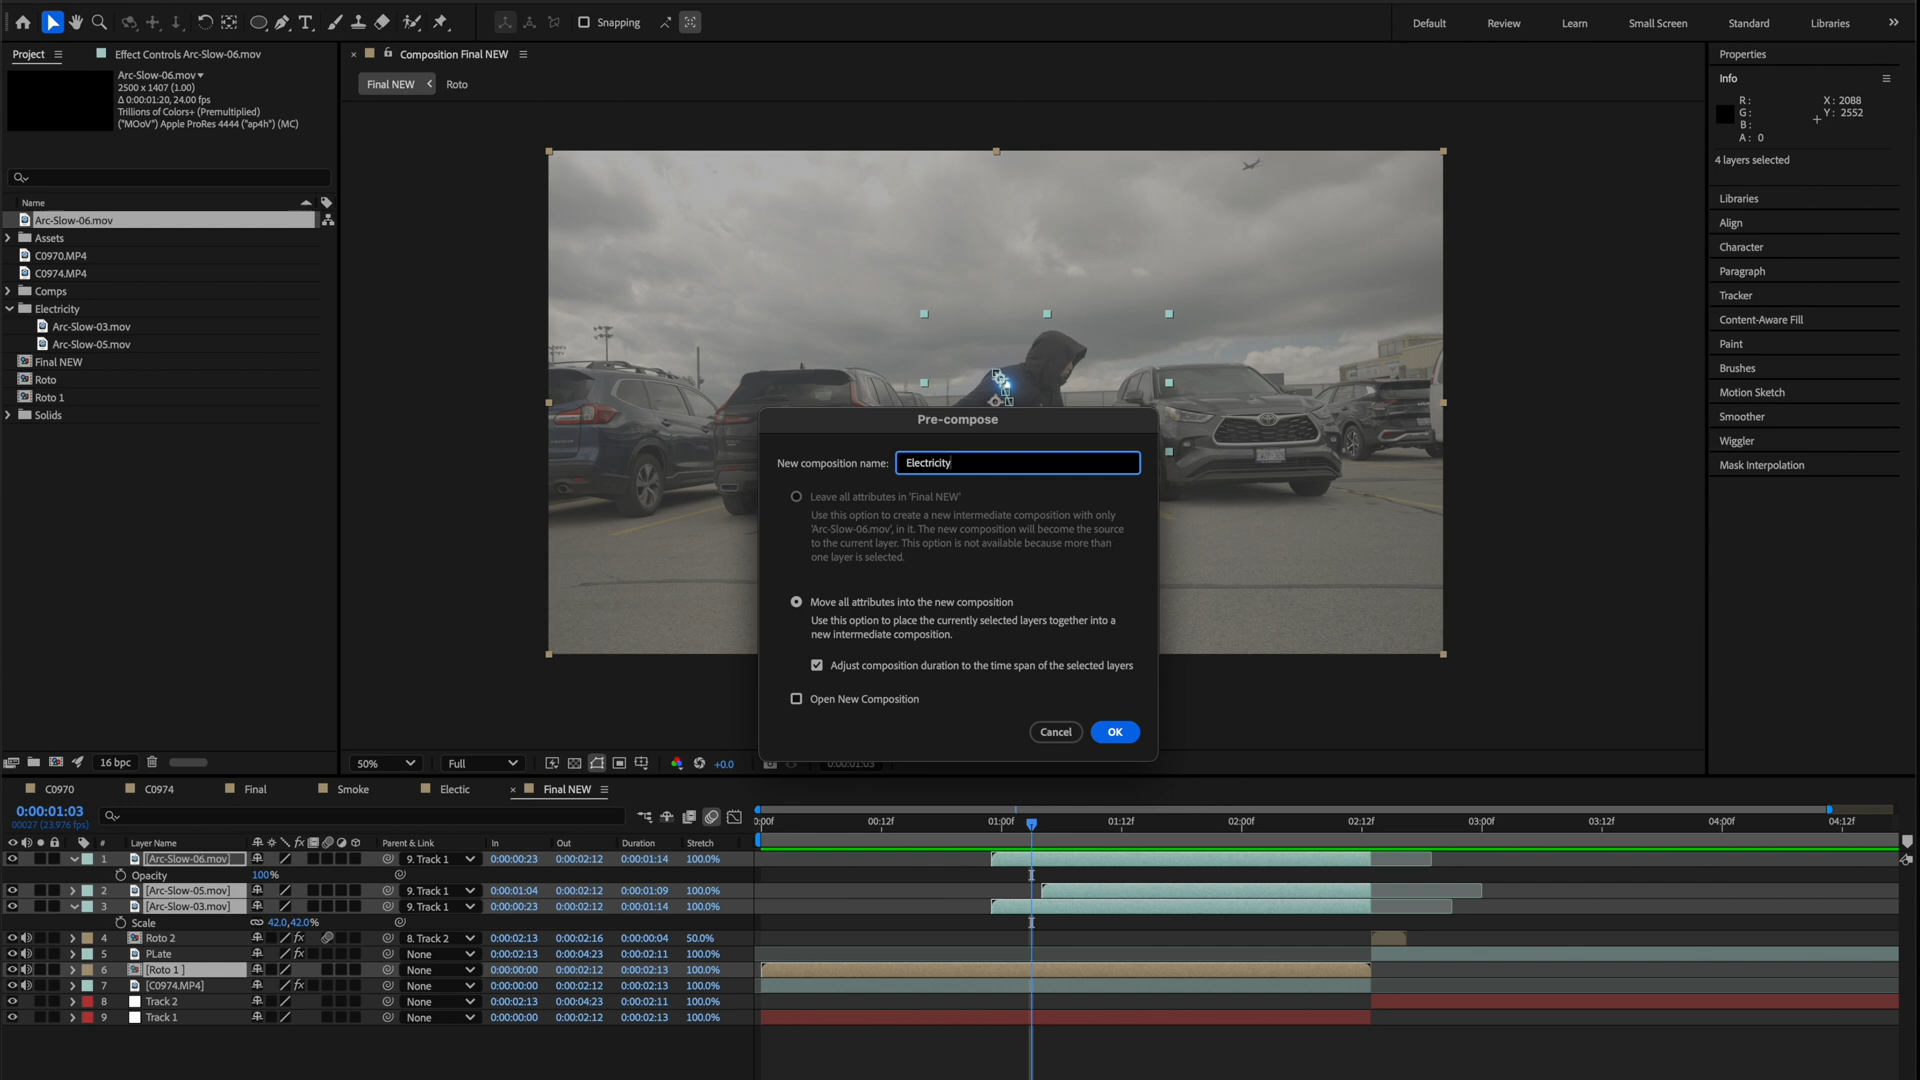 Snapping
Default
Review
Learn
Small Screen
Standard
Libraries
Project
Effect Controls Arc-Slow-06.mov
Arc-Slow-06.mov
2500 x 1407 (1.00)
Δ 0:00:01:20, 24.00 fps
Trillions of Colors+ (Premultiplied)
("MOoV") Apple ProRes 4444 ("ap4h") (MC)
Name
Arc-Slow-06.mov
Assets
C0970.MP4
C0974.MP4
Comps
Electricity
Arc-Slow-03.mov
Arc-Slow-05.mov
Final NEW
Roto
Roto 1
Solids
16 bpc
Composition Final NEW
Final NEW
Roto
Pre-compose
New composition name: Electricity
Leave all attributes in 'Final NEW'
Use this option to create a new intermediate composition with only
'Arc-Slow-06.mov', in it. The new composition will become the source
to the current layer. This option is not available because more than
one layer is selected.
Move all attributes into the new composition
Use this option to place the currently selected layers together into a
new intermediate composition.
Adjust composition duration to the time span of the selected layers
Open New Composition
Cancel
OK
50%
Full
+0.0
0:00:01:03
Properties
Info
R:
G:
B:
A: 0
X: 2088
Y: 2552
4 layers selected
Libraries
Align
Character
Paragraph
Tracker
Content-Aware Fill
Paint
Brushes
Motion Sketch
Smoother
Wiggler
Mask Interpolation
C0970
C0974
Final
Smoke
Electic
Final NEW
0:00:01:03
00027 (23.976 fps)
:00f 00:12f 01:00f 01:12f 02:00f 02:12f 03:00f 03:12f 04:00f 04:12f
# Layer Name fx Parent & Link In Out Duration Stretch
1 [Arc-Slow-06.mov] 9. Track 1 0:00:00:23 0:00:02:12 0:00:01:14 100.0%
Opacity 100%
2 [Arc-Slow-05.mov] 9. Track 1 0:00:01:04 0:00:02:12 0:00:01:09 100.0%
3 [Arc-Slow-03.mov] 9. Track 1 0:00:00:23 0:00:02:12 0:00:01:14 100.0%
Scale 42.0,42.0%
4 Roto 2 fx 8. Track 2 0:00:02:13 0:00:02:16 0:00:00:04 50.0%
5 PLate fx None 0:00:02:13 0:00:04:23 0:00:02:11 100.0%
6 [Roto 1 ] None 0:00:00:00 0:00:02:12 0:00:02:13 100.0%
7 [C0974.MP4] fx None 0:00:00:00 0:00:02:12 0:00:02:13 100.0%
8 Track 2 None 0:00:02:13 0:00:04:23 0:00:02:11 100.0%
9 Track 1 None 0:00:00:00 0:00:02:12 0:00:02:13 100.0%